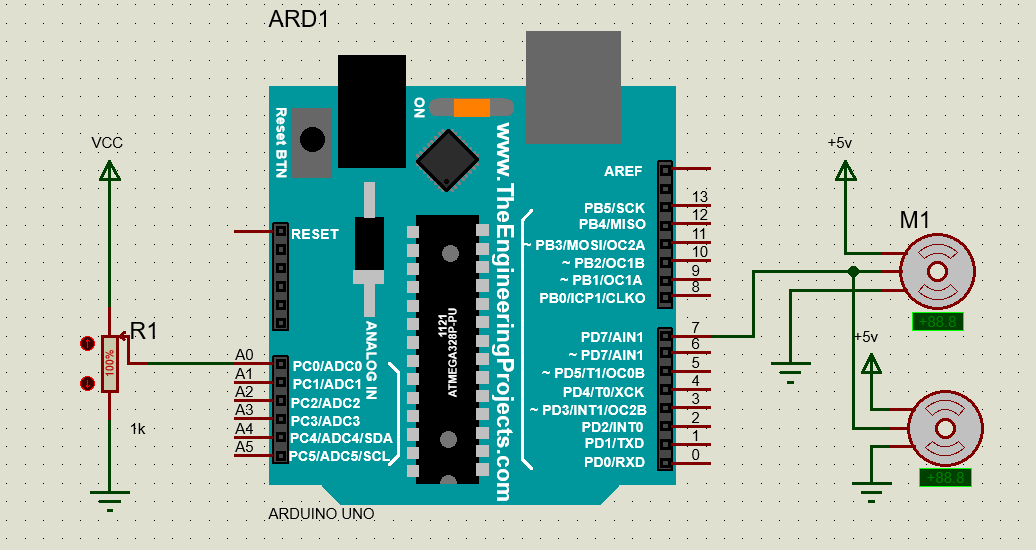 ARD1
VCC
R1
100%
1k
Reset BTN
ON
www.TheEngineeringProjects.com
RESET
ANALOG IN
1121
ATMEGA328P-PU
A0 PC0/ADC0
A1 PC1/ADC1
A2 PC2/ADC2
A3 PC3/ADC3
A4 PC4/ADC4/SDA
A5 PC5/ADC5/SCL
AREF
PB5/SCK 13
PB4/MISO 12
~ PB3/MOSI/OC2A 11
~ PB2/OC1B 10
~ PB1/OC1A 9
PB0/ICP1/CLKO 8
PD7/AIN1 7
~ PD7/AIN1 6
~ PD5/T1/OC0B 5
PD4/T0/XCK 4
~ PD3/INT1/OC2B 3
PD2/INT0 2
PD1/TXD 1
PD0/RXD 0
ARDUINO UNO
+5v
M1
+88.8
+5v
+88.8